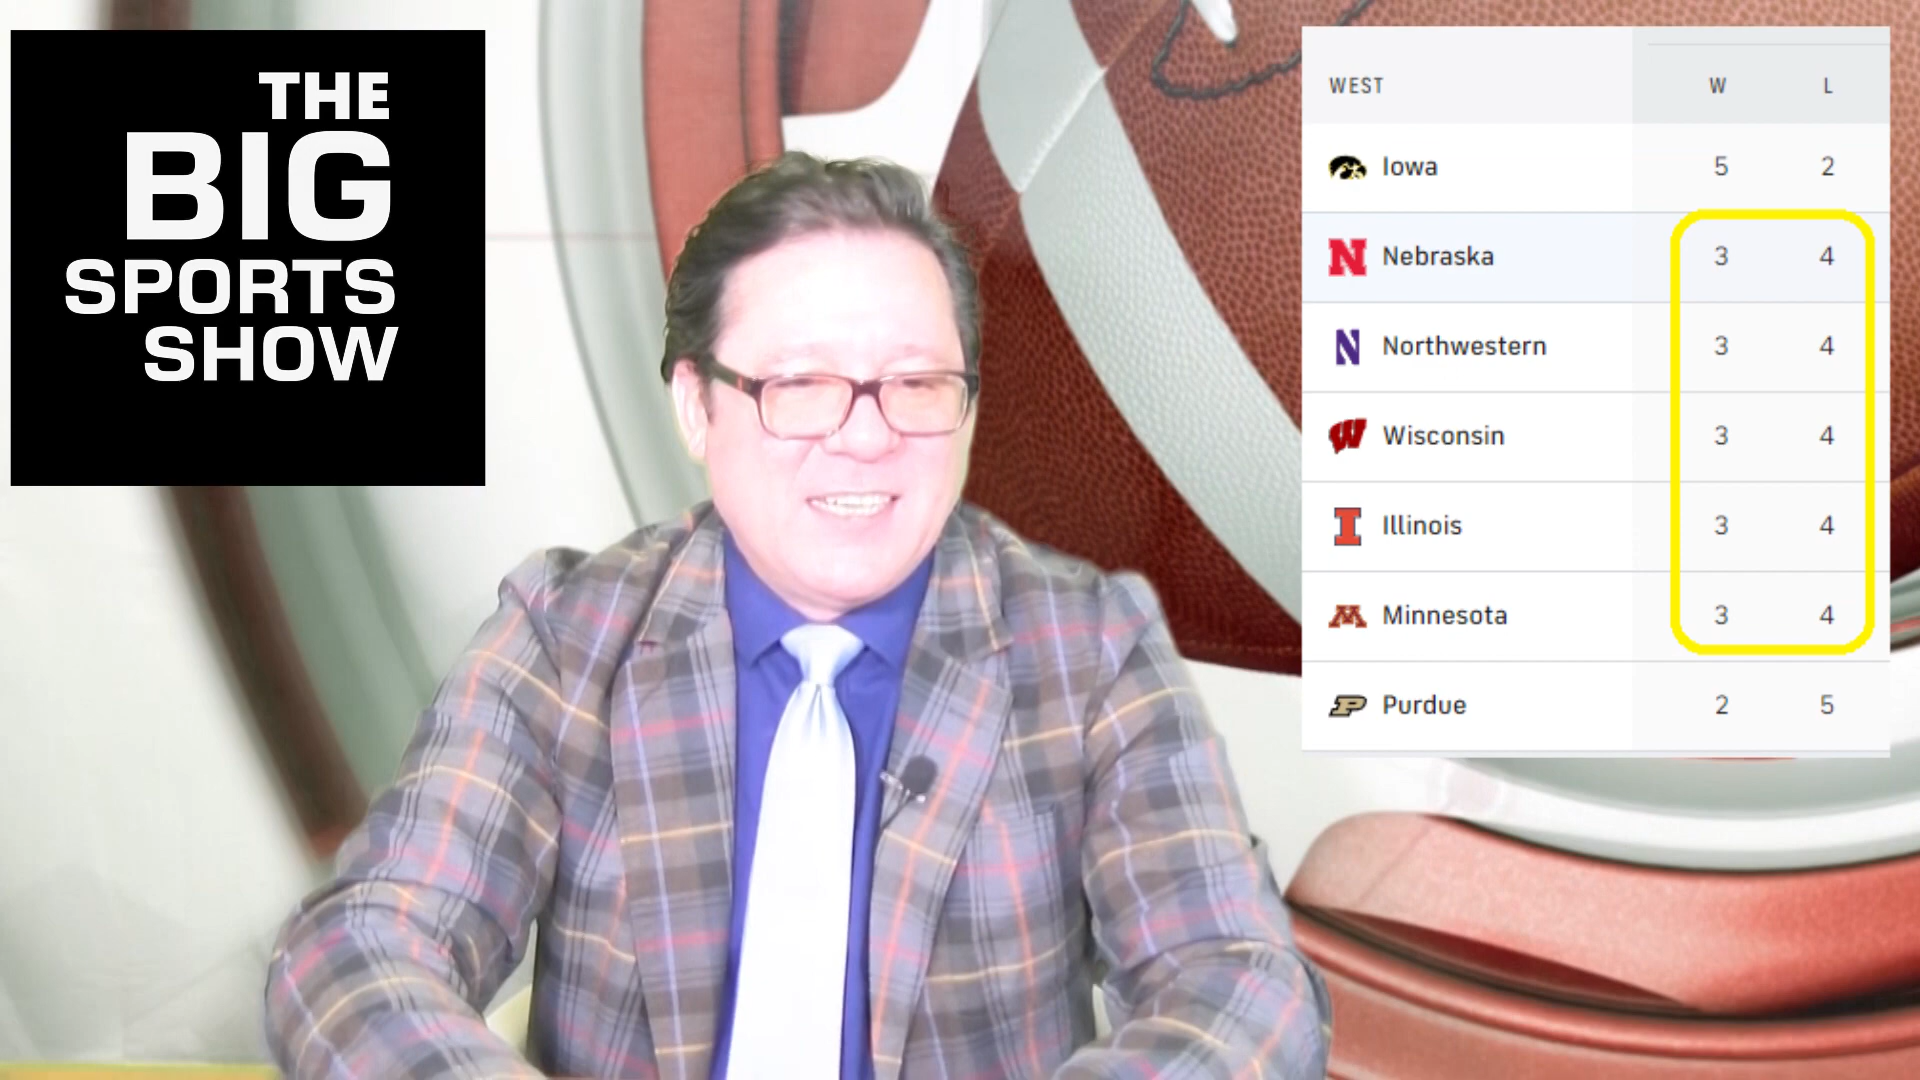 THE
BIG
SPORTS
SHOW
WEST W L
Iowa 5 2
N Nebraska 3 4
N Northwestern 3 4
W Wisconsin 3 4
I Illinois 3 4
M Minnesota 3 4
P Purdue 2 5